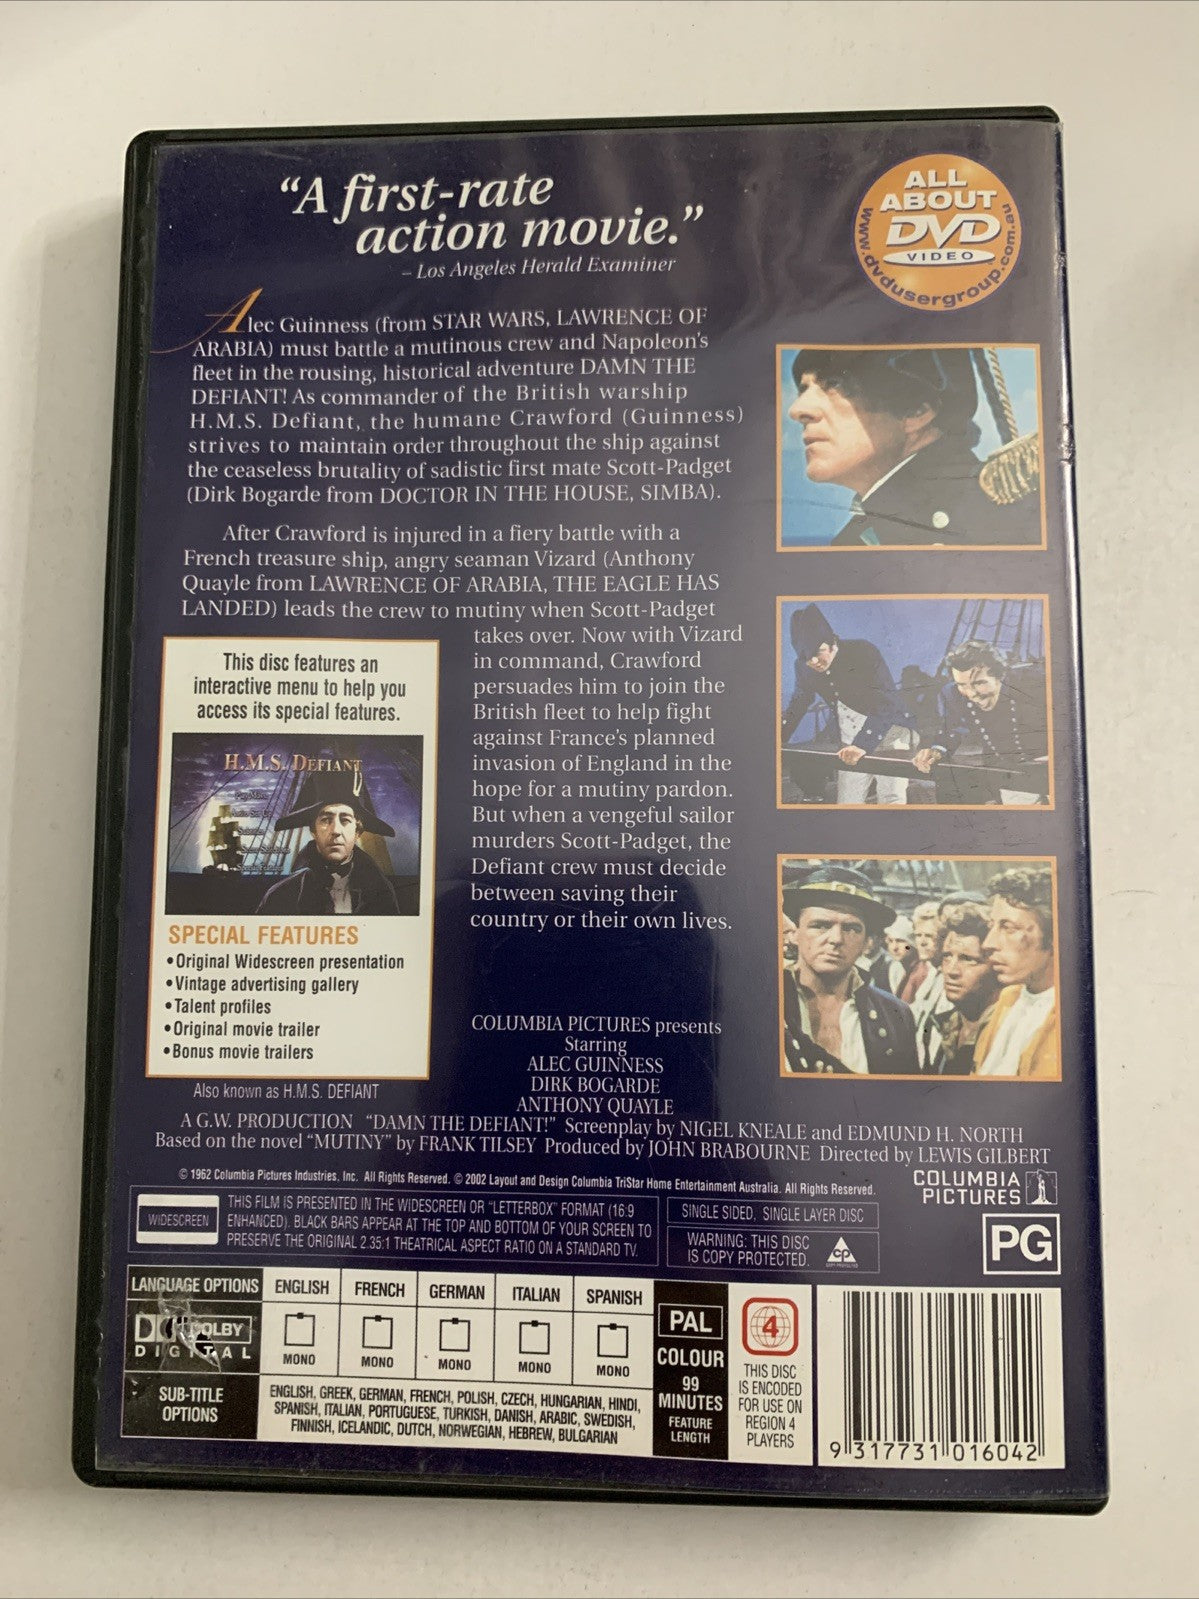 “A first-rate
action movie.”
– Los Angeles Herald Examiner
ALL
ABOUT
DVD
VIDEO
www.dvdusergroup.com.au
Alec Guinness (from STAR WARS, LAWRENCE OF
ARABIA) must battle a mutinous crew and Napoleon's
fleet in the rousing, historical adventure DAMN THE
DEFIANT! As commander of the British warship
H.M.S. Defiant, the humane Crawford (Guinness)
strives to maintain order throughout the ship against
the ceaseless brutality of sadistic first mate Scott-Padget
(Dirk Bogarde from DOCTOR IN THE HOUSE, SIMBA).
After Crawford is injured in a fiery battle with a
French treasure ship, angry seaman Vizard (Anthony
Quayle from LAWRENCE OF ARABIA, THE EAGLE HAS
LANDED) leads the crew to mutiny when Scott-Padget
takes over. Now with Vizard
in command, Crawford
persuades him to join the
British fleet to help fight
against France's planned
invasion of England in the
hope for a mutiny pardon.
But when a vengeful sailor
murders Scott-Padget, the
Defiant crew must decide
between saving their
country or their own lives.
This disc features an
interactive menu to help you
access its special features.
H.M.S. DEFIANT
SPECIAL FEATURES
•Original Widescreen presentation
•Vintage advertising gallery
•Talent profiles
•Original movie trailer
•Bonus movie trailers
Also known as H.M.S. DEFIANT
COLUMBIA PICTURES presents
Starring
ALEC GUINNESS
DIRK BOGARDE
ANTHONY QUAYLE
A G.W. PRODUCTION “DAMN THE DEFIANT!” Screenplay by NIGEL KNEALE and EDMUND H. NORTH
Based on the novel “MUTINY” by FRANK TILSEY Produced by JOHN BRABOURNE Directed by LEWIS GILBERT
© 1962 Columbia Pictures Industries, Inc. All Rights Reserved. © 2002 Layout and Design Columbia TriStar Home Entertainment Australia. All Rights Reserved.
COLUMBIA
PICTURES
WIDESCREEN
THIS FILM IS PRESENTED IN THE WIDESCREEN OR “LETTERBOX” FORMAT (16:9
ENHANCED). BLACK BARS APPEAR AT THE TOP AND BOTTOM OF YOUR SCREEN TO
PRESERVE THE ORIGINAL 2.35:1 THEATRICAL ASPECT RATIO ON A STANDARD TV.
SINGLE SIDED, SINGLE LAYER DISC
WARNING: THIS DISC
IS COPY PROTECTED.
CP
PG
LANGUAGE OPTIONS
DOLBY
DIGITAL
ENGLISH
MONO
FRENCH
MONO
GERMAN
MONO
ITALIAN
MONO
SPANISH
MONO
SUB-TITLE
OPTIONS
ENGLISH, GREEK, GERMAN, FRENCH, POLISH, CZECH, HUNGARIAN, HINDI,
SPANISH, ITALIAN, PORTUGUESE, TURKISH, DANISH, ARABIC, SWEDISH,
FINNISH, ICELANDIC, DUTCH, NORWEGIAN, HEBREW, BULGARIAN
PAL
COLOUR
99
MINUTES
FEATURE
LENGTH
4
THIS DISC
IS ENCODED
FOR USE ON
REGION 4
PLAYERS
9 317731 016042